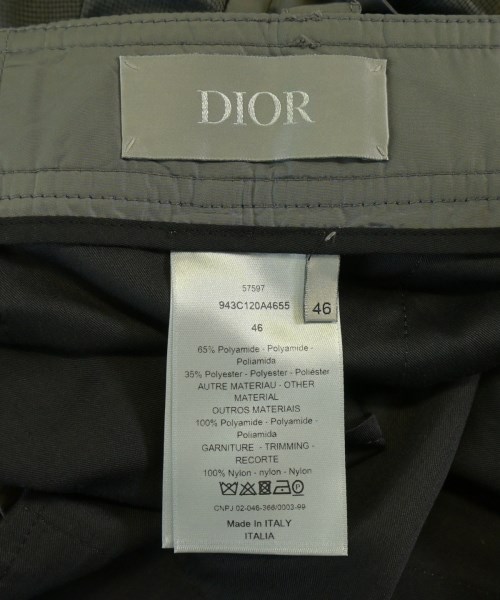 DIOR
57597
943C120A4655
46
46
65% Polyamide - Polyamide -
Poliamida
35% Polyester - Polyester - Poliéster
AUTRE MATERIAU - OTHER
MATERIAL
OUTROS MATERIAIS
100% Polyamide - Polyamide -
Poliamida
GARNITURE - TRIMMING -
RECORTE
100% Nylon - nylon - Nylon
CNPJ 02-046-366/0002-99
Made In ITALY
ITALIA